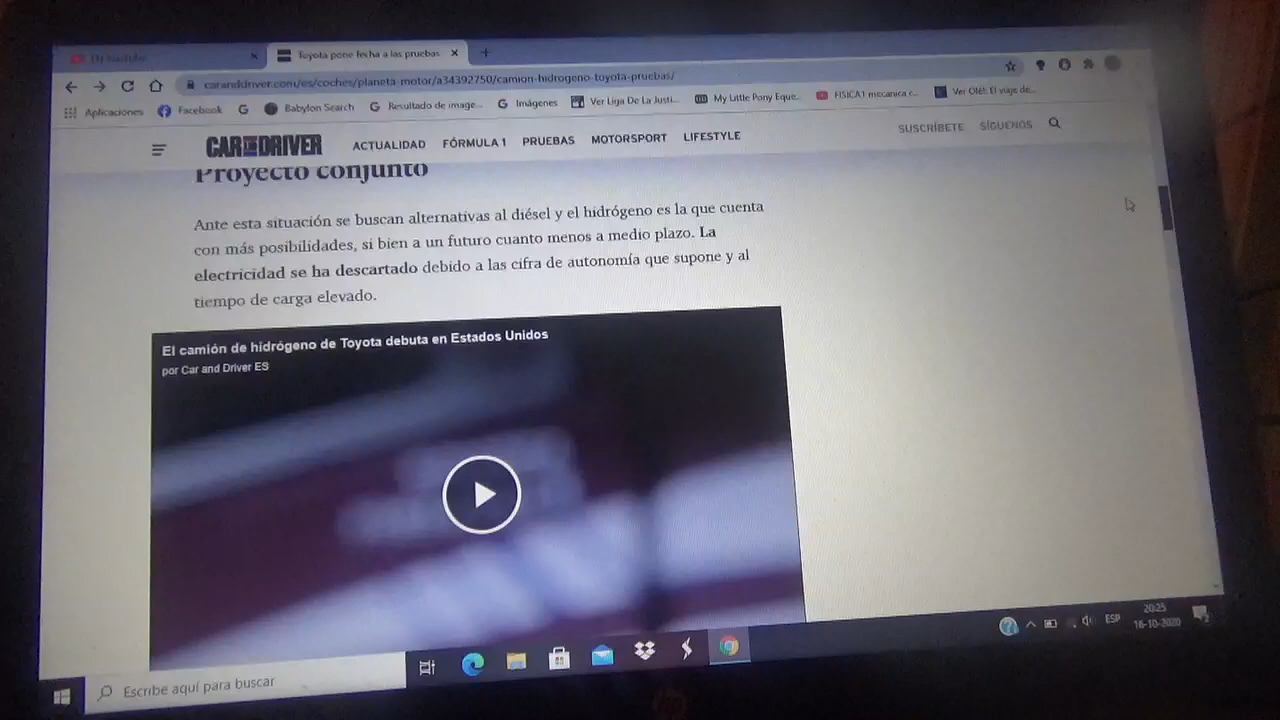 YouTube
Toyota pone fecha a las pruebas
caranddriver.com/es/coches/planeta-motor/a34392750/camion-hidrogeno-toyota-pruebas/
Aplicaciones Facebook G Babylon Search Resultado de image... Imágenes Ver Liga De La Justi... My Little Pony Eque... FISICA1 mecanica c... Ver Olé!: El viaje de...
CAR AND DRIVER ACTUALIDAD FÓRMULA 1 PRUEBAS MOTORSPORT LIFESTYLE SUSCRÍBETE SÍGUENOS
Proyecto conjunto
Ante esta situación se buscan alternativas al diésel y el hidrógeno es la que cuenta
con más posibilidades, si bien a un futuro cuanto menos a medio plazo. La
electricidad se ha descartado debido a las cifra de autonomía que supone y al
tiempo de carga elevado.
El camión de hidrógeno de Toyota debuta en Estados Unidos
por Car and Driver ES
ESP
20:25
16-10-2020
Escribe aquí para buscar